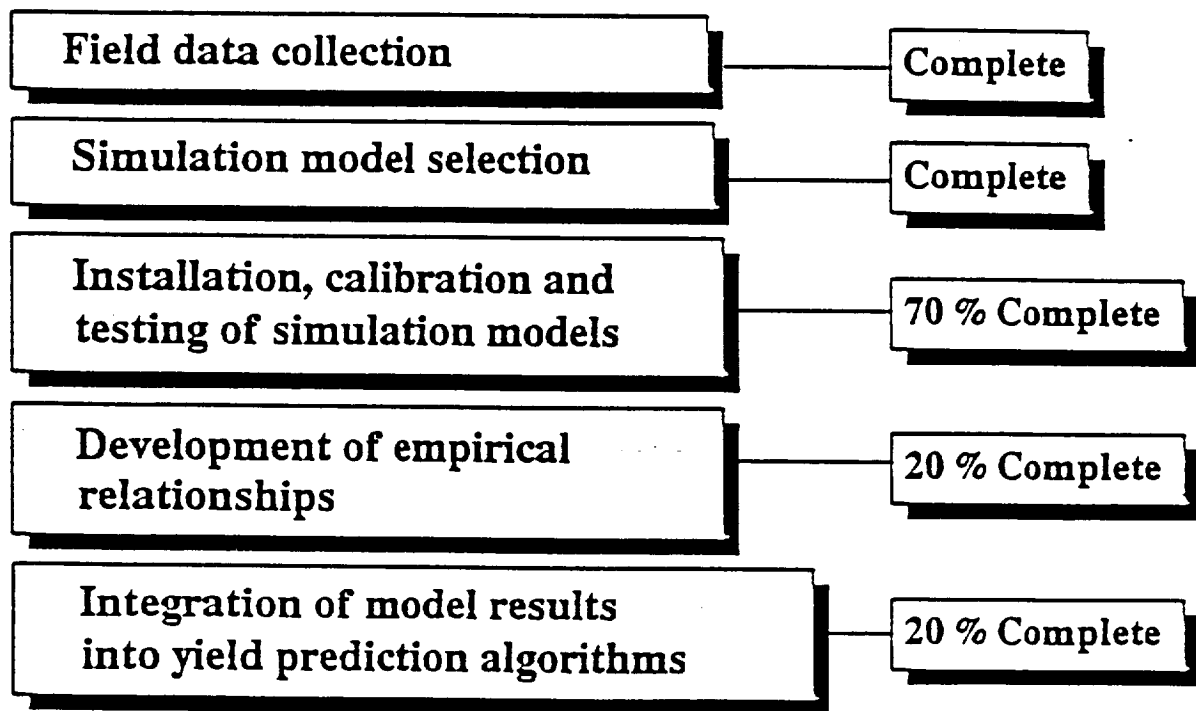 Field data collection
Complete
Simulation model selection
Complete
Installation, calibration and
testing of simulation models
70 % Complete
Development of empirical
relationships
20 % Complete
Integration of model results
into yield prediction algorithms
20 % Complete